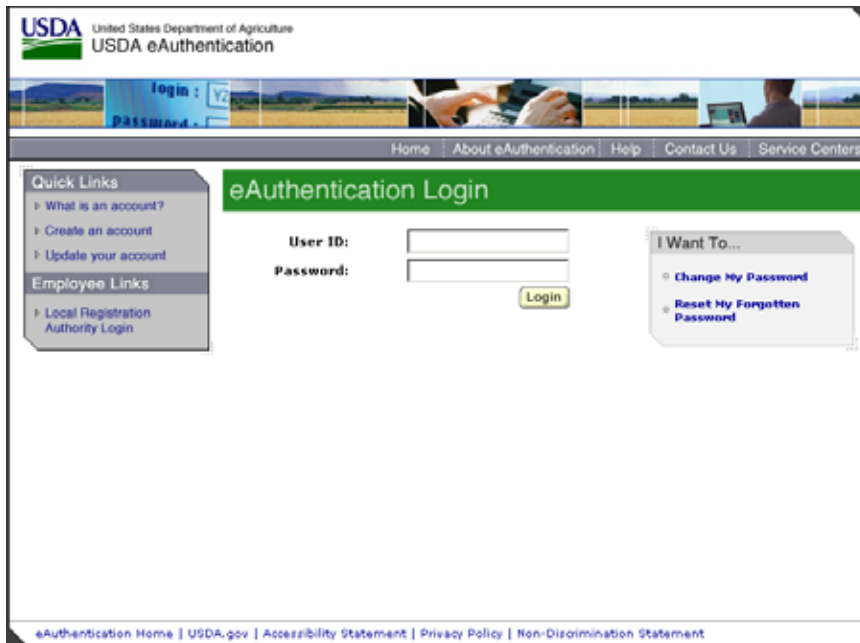 USDA United States Department of Agriculture
USDA eAuthentication
login :
password :
Home About eAuthentication Help Contact Us Service Centers
Quick Links
What is an account?
Create an account
Update your account
Employee Links
Local Registration
Authority Login
eAuthentication Login
User ID:
Password:
Login
I Want To...
Change My Password
Reset My Forgotten
Password
eAuthentication Home | USDA.gov | Accessibility Statement | Privacy Policy | Non-Discrimination Statement